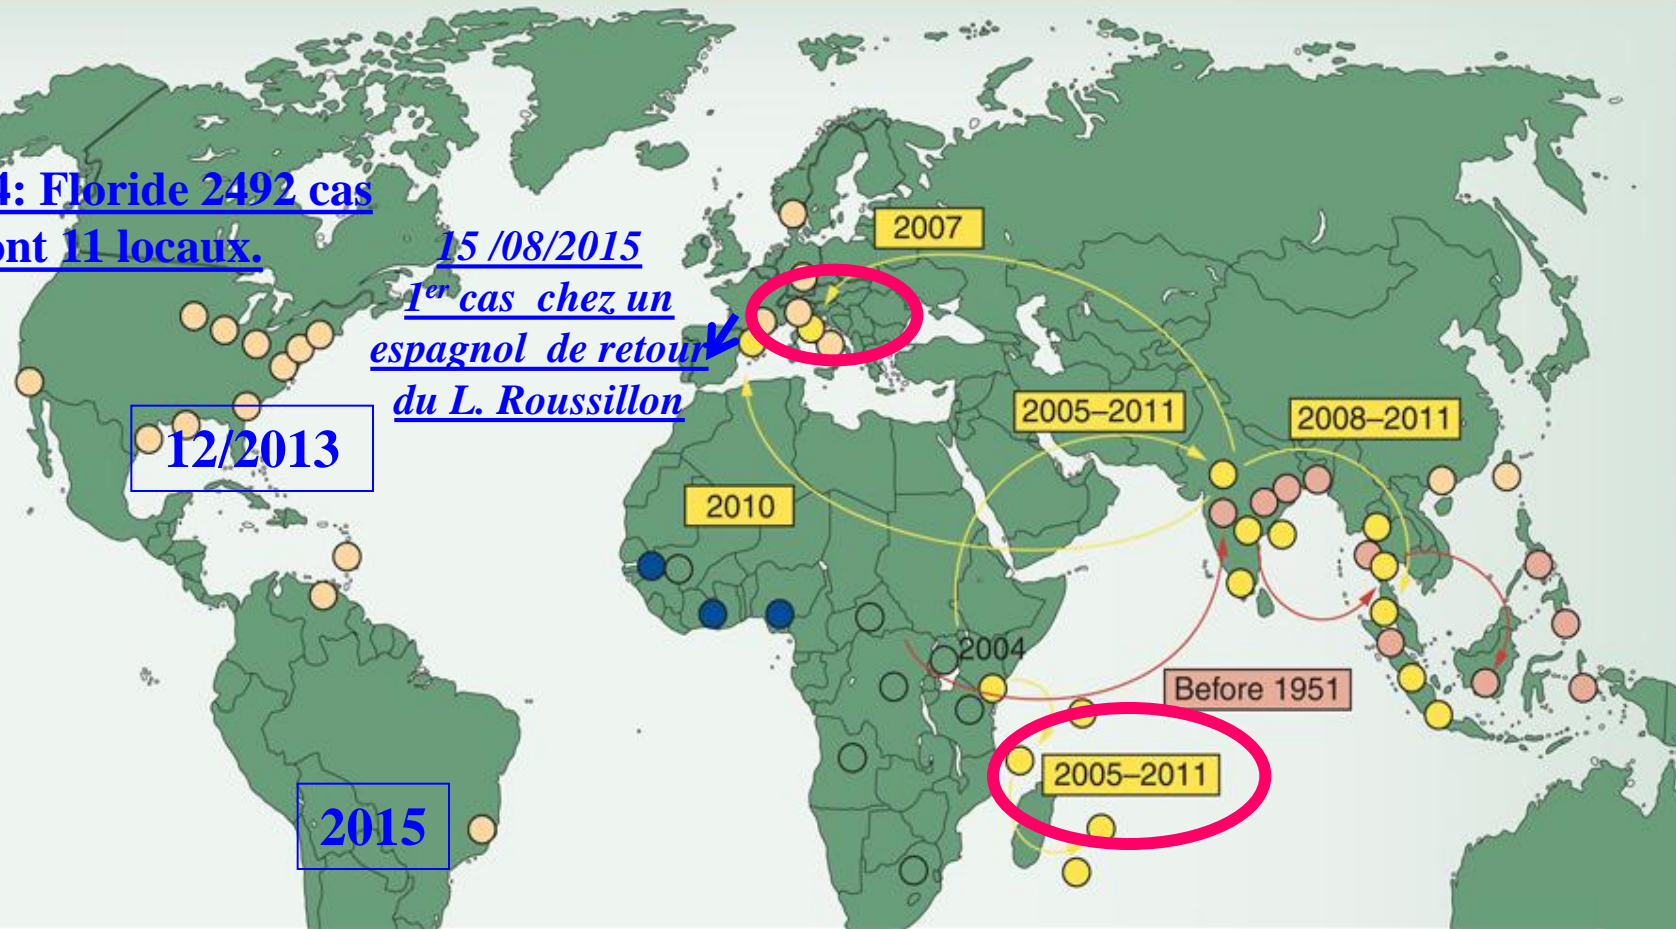 4: Floride 2492 cas
ont 11 locaux.
15 /08/2015
1er cas chez un
espagnol de retour
du L. Roussillon
2007
2005–2011
2008–2011
12/2013
2010
2004
Before 1951
2005–2011
2015